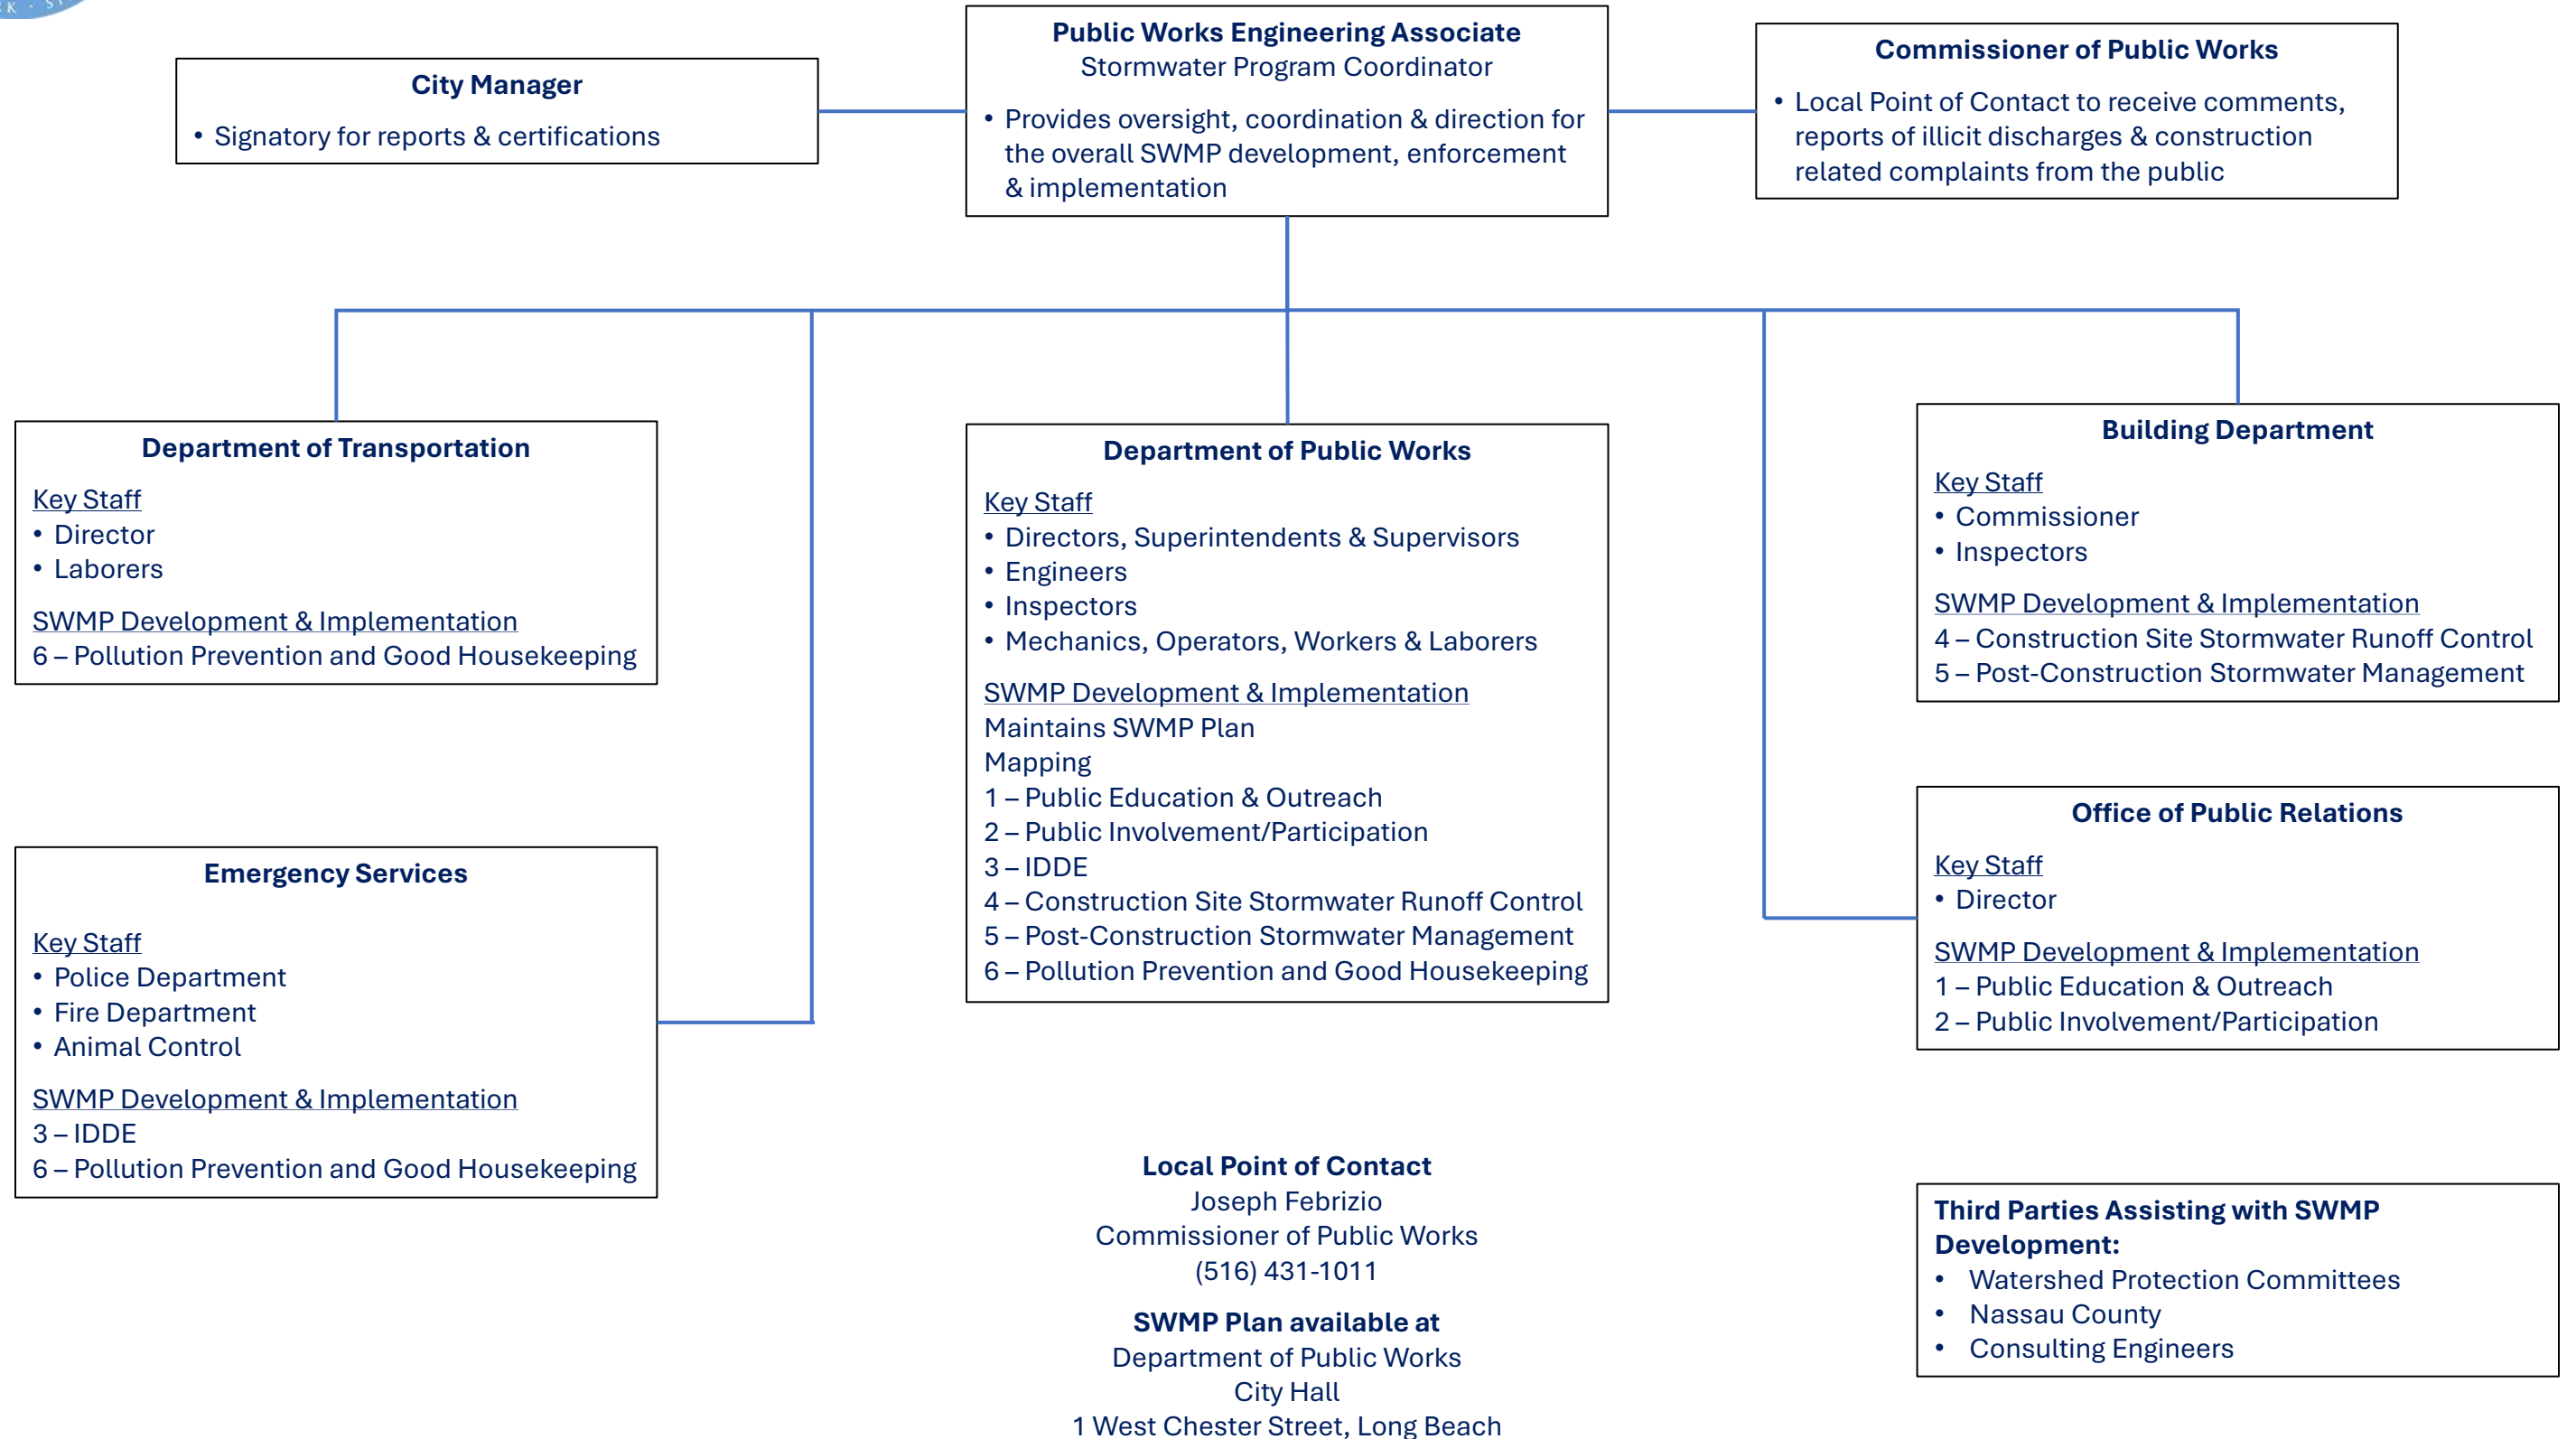 City Manager
• Signatory for reports & certifications
Public Works Engineering Associate
Stormwater Program Coordinator
• Provides oversight, coordination & direction for
the overall SWMP development, enforcement
& implementation
Commissioner of Public Works
• Local Point of Contact to receive comments,
reports of illicit discharges & construction
related complaints from the public
Department of Transportation
Key Staff
• Director
• Laborers
SWMP Development & Implementation
6 – Pollution Prevention and Good Housekeeping
Emergency Services
Key Staff
• Police Department
• Fire Department
• Animal Control
SWMP Development & Implementation
3 – IDDE
6 – Pollution Prevention and Good Housekeeping
Department of Public Works
Key Staff
• Directors, Superintendents & Supervisors
• Engineers
• Inspectors
• Mechanics, Operators, Workers & Laborers
SWMP Development & Implementation
Maintains SWMP Plan
Mapping
1 – Public Education & Outreach
2 – Public Involvement/Participation
3 – IDDE
4 – Construction Site Stormwater Runoff Control
5 – Post-Construction Stormwater Management
6 – Pollution Prevention and Good Housekeeping
Building Department
Key Staff
• Commissioner
• Inspectors
SWMP Development & Implementation
4 – Construction Site Stormwater Runoff Control
5 – Post-Construction Stormwater Management
Office of Public Relations
Key Staff
• Director
SWMP Development & Implementation
1 – Public Education & Outreach
2 – Public Involvement/Participation
Local Point of Contact
Joseph Febrizio
Commissioner of Public Works
(516) 431-1011
SWMP Plan available at
Department of Public Works
City Hall
1 West Chester Street, Long Beach
Third Parties Assisting with SWMP
Development:
• Watershed Protection Committees
• Nassau County
• Consulting Engineers